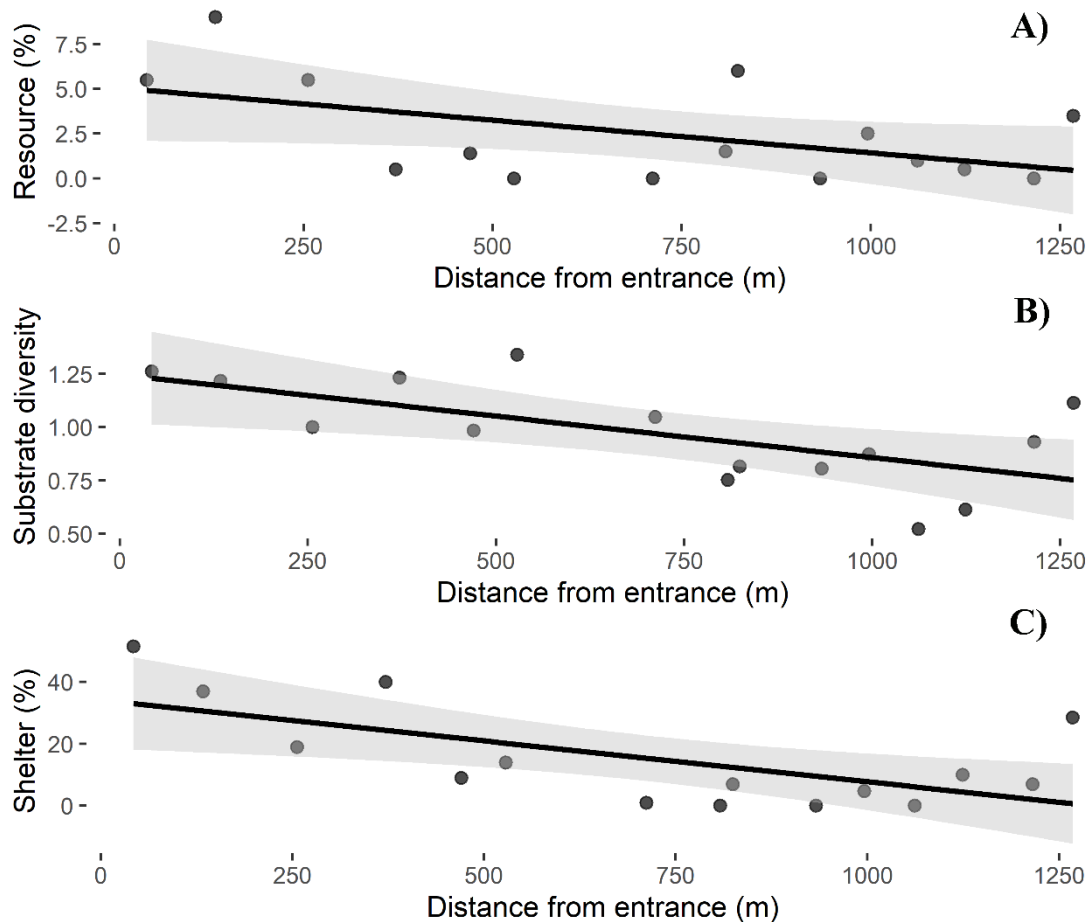 A)
Resource (%)
7.5
5.0
2.5
0.0
-2.5
0 250 500 750 1000 1250
Distance from entrance (m)
B)
Substrate diversity
1.25
1.00
0.75
0.50
0 250 500 750 1000 1250
Distance from entrance (m)
C)
Shelter (%)
40
20
0
0 250 500 750 1000 1250
Distance from entrance (m)